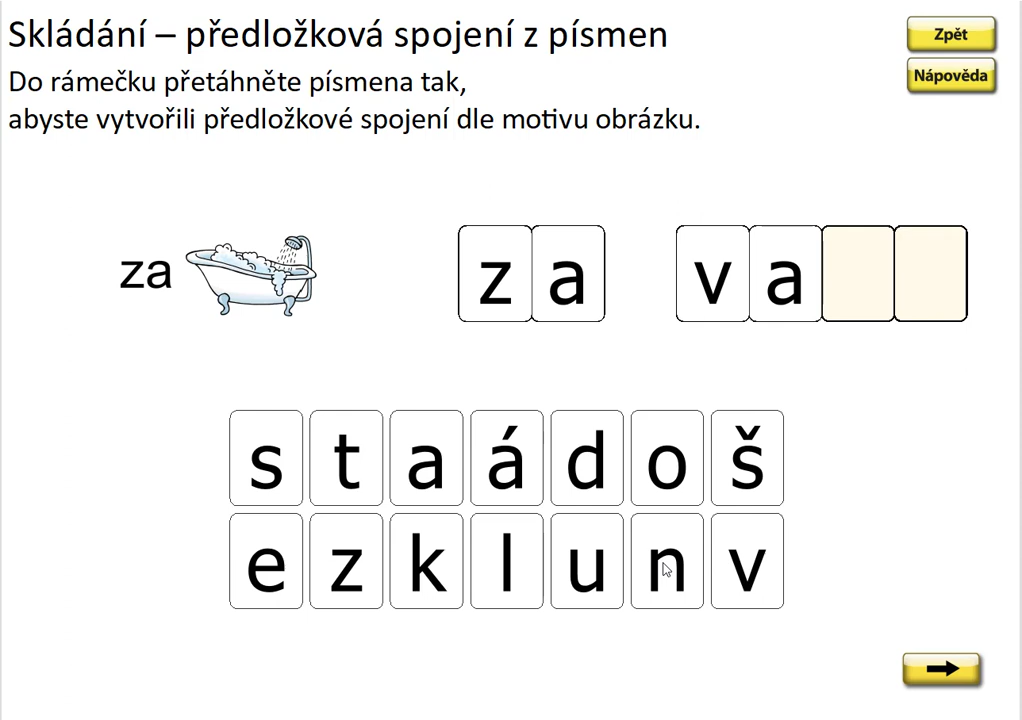 Skládání – předložková spojení z písmen
Zpět
Do rámečku přetáhněte písmena tak,
Nápověda
abyste vytvořili předložkové spojení dle motivu obrázku.
za
z a v a
s t a á d o š
e z k l u n v